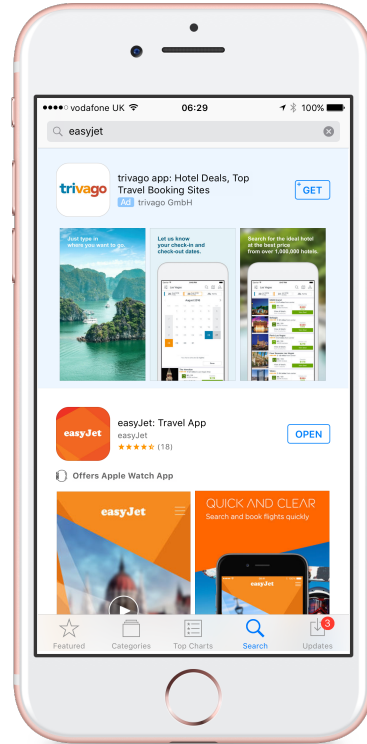 vodafone UK 06:29 100%
easyjet
trivago
trivago app: Hotel Deals, Top
Travel Booking Sites
Ad trivago GmbH
GET
Just type in
where you want to go.
Let us know
your check-in and
check-out dates.
Search for the ideal hotel
at the best price
from over 1,000,000 hotels.
Las Vegas
August 2016
easyJet
easyJet: Travel App
easyJet
(18)
OPEN
Offers Apple Watch App
easyJet
QUICK AND CLEAR
Search and book flights quickly
easyJet
Featured
Categories
Top Charts
Search
Updates
3